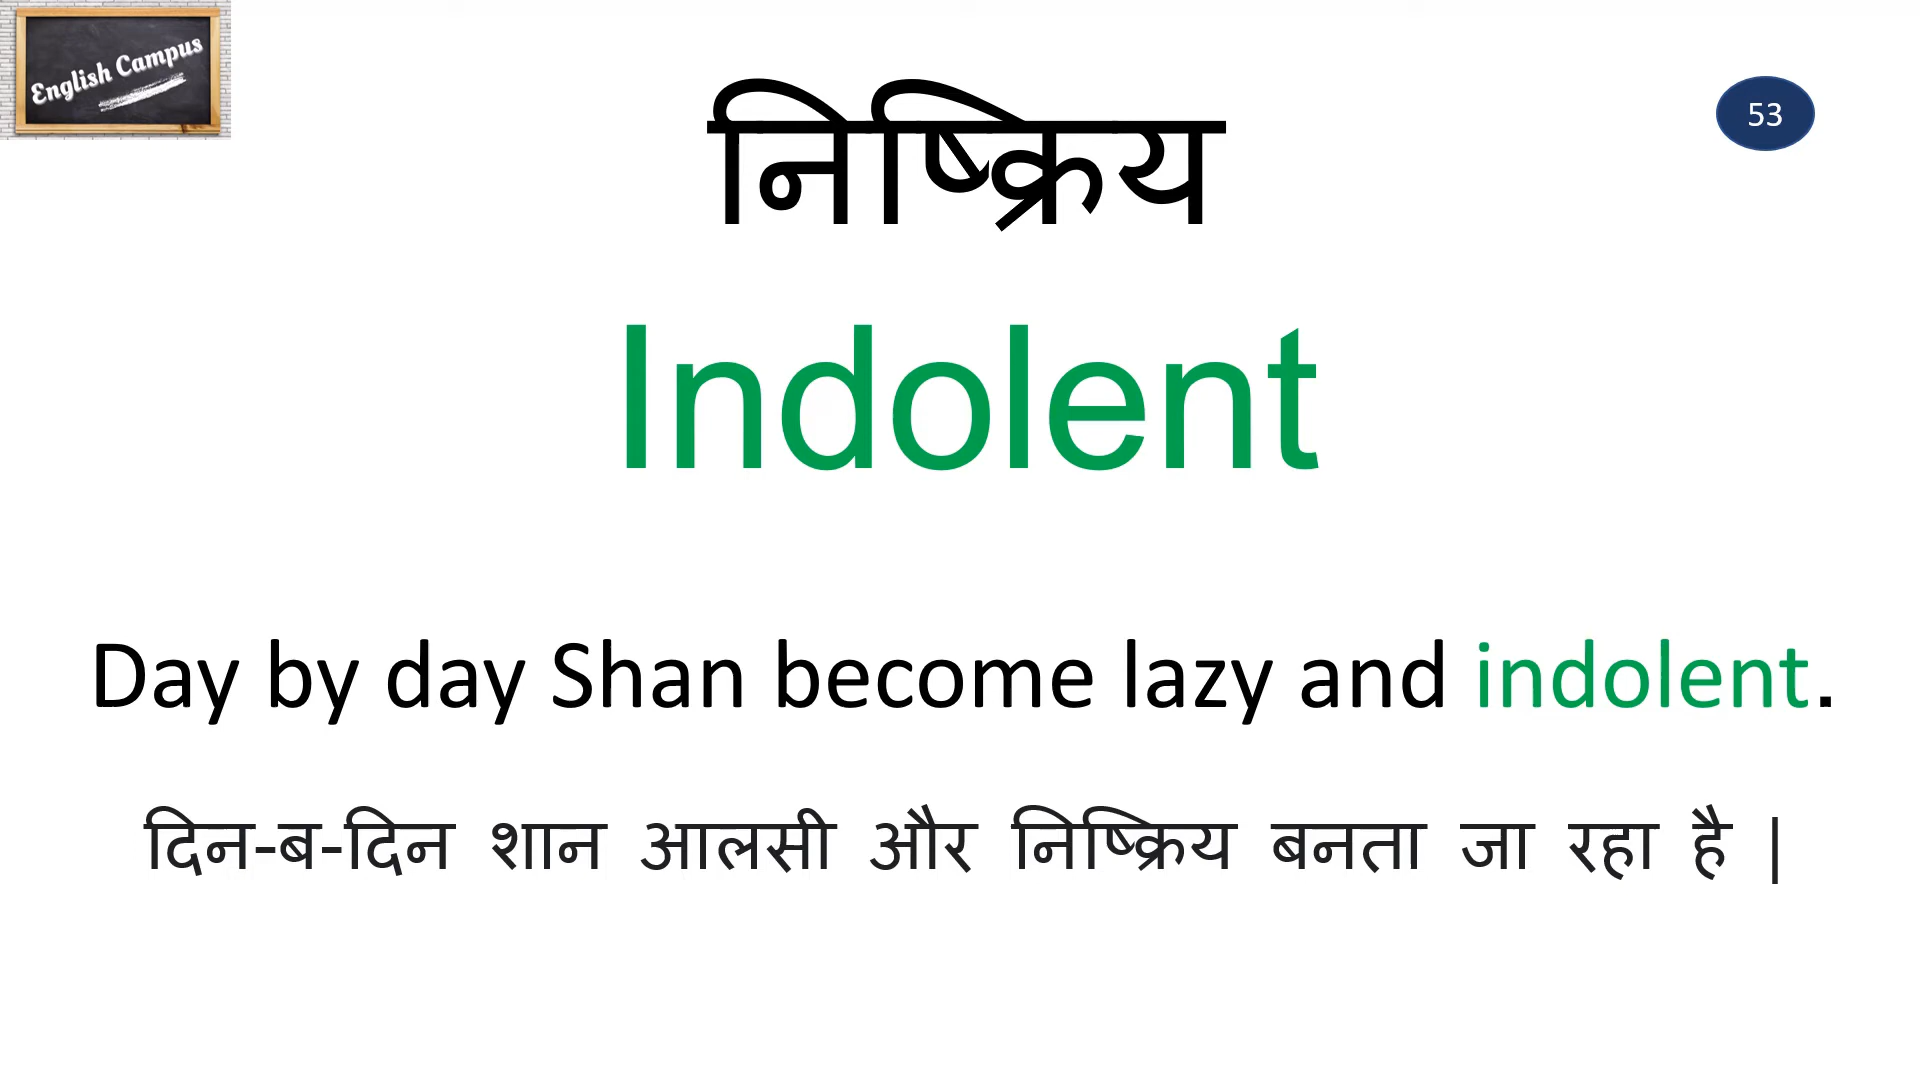 English Campus
53
निष्क्रिय
Indolent
Day by day Shan become lazy and indolent.
दिन-ब-दिन शान आलसी और निष्क्रिय बनता जा रहा है |